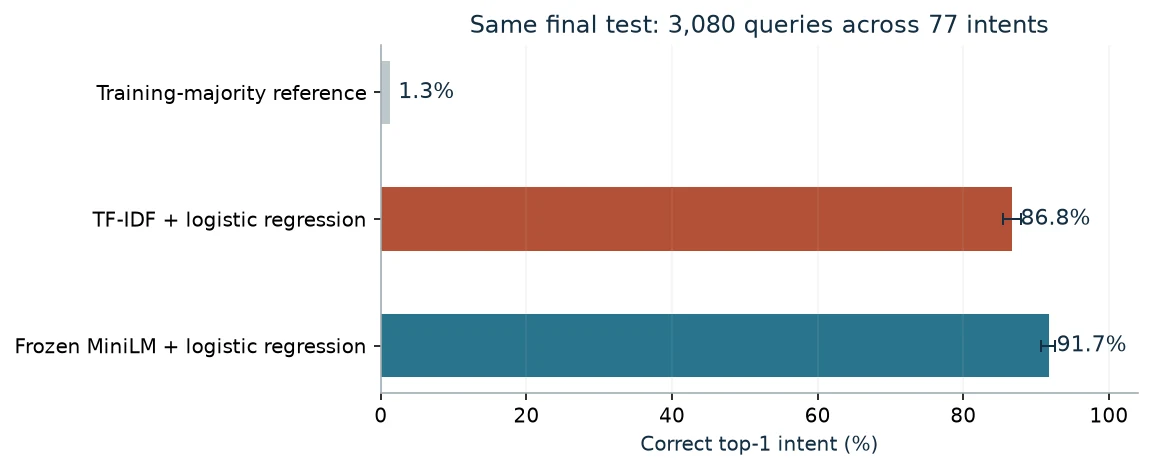 Same final test: 3,080 queries across 77 intents
Training-majority reference
1.3%
TF-IDF + logistic regression
86.8%
Frozen MiniLM + logistic regression
91.7%
0 20 40 60 80 100
Correct top-1 intent (%)